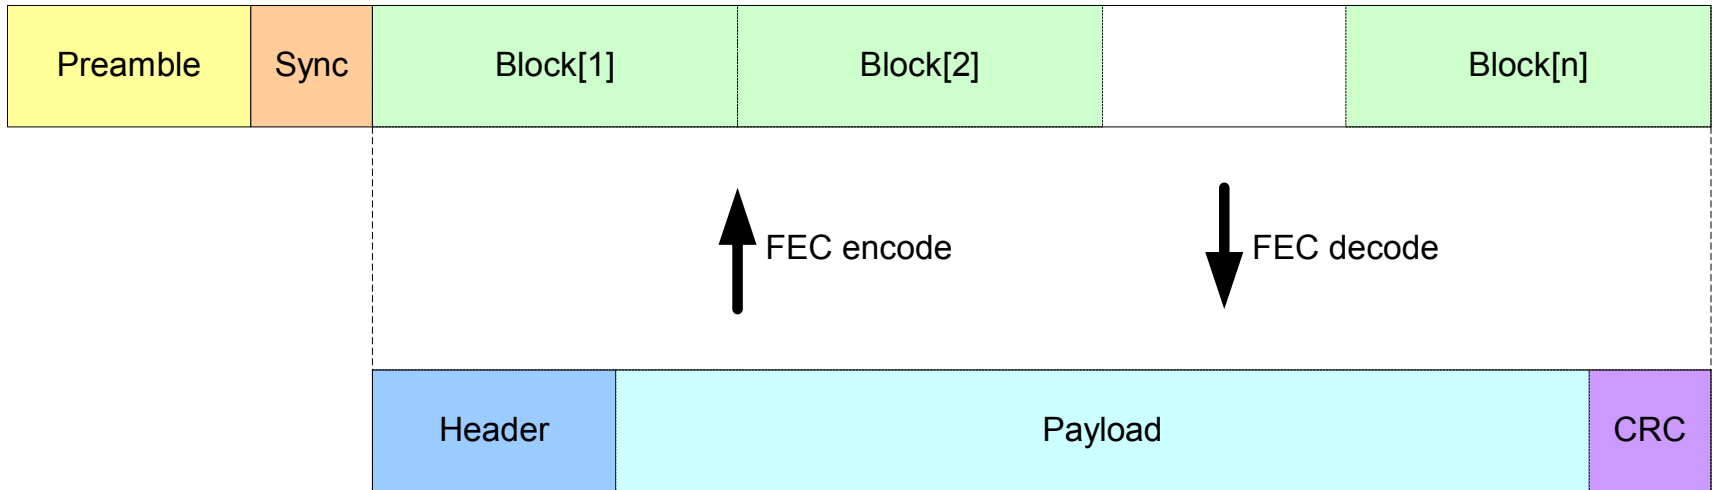 Preamble Sync Block[1] Block[2] Block[n]
FEC encode FEC decode
Header Payload CRC